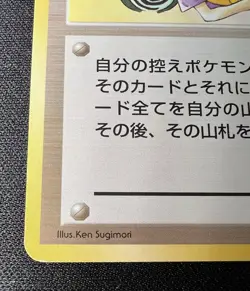 自分の控えポケモン
そのカードとそれに
ード全てを自分の山
その後、その山札を
Illus.Ken Sugimori